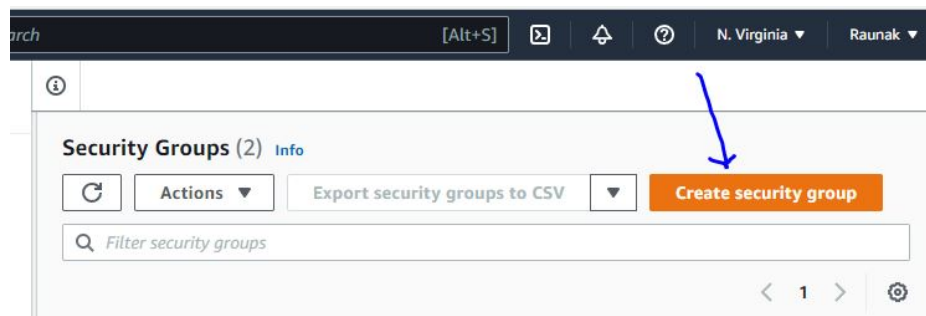 arch [Alt+S] N. Virginia ▼ Raunak ▼
Security Groups (2) Info
Actions ▼ Export security groups to CSV ▼ Create security group
Filter security groups
< 1 >